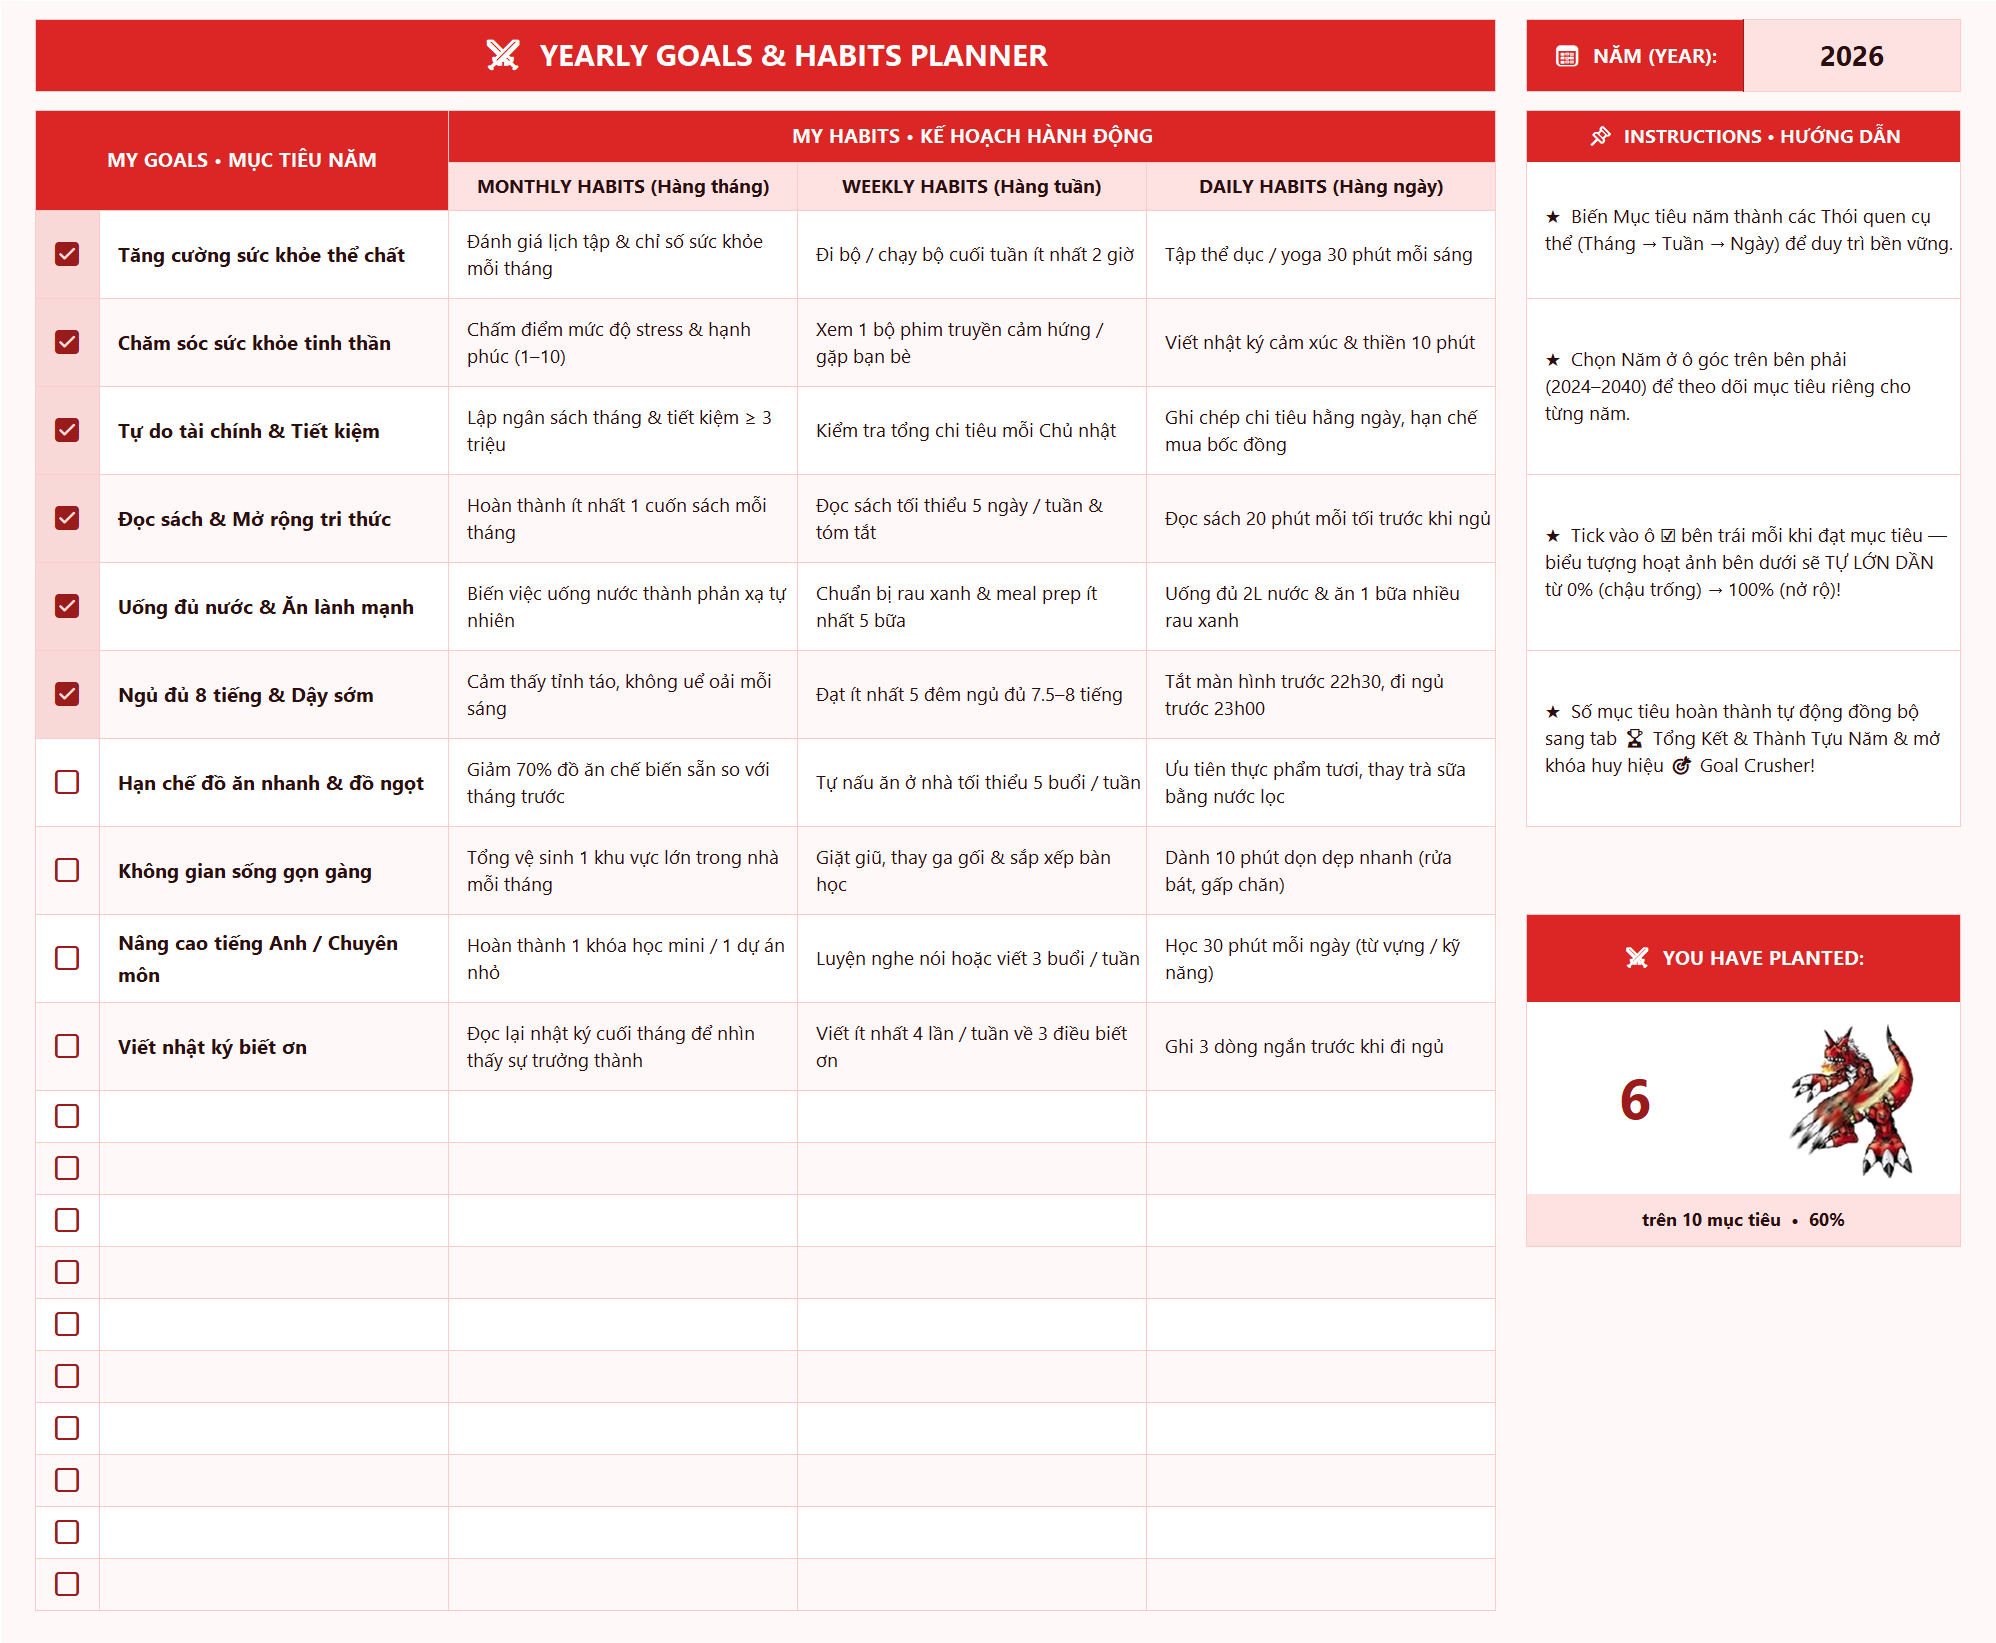 YEARLY GOALS & HABITS PLANNER
NĂM (YEAR):
2026
MY GOALS • MỤC TIÊU NĂM
MY HABITS • KẾ HOẠCH HÀNH ĐỘNG
MONTHLY HABITS (Hàng tháng)
WEEKLY HABITS (Hàng tuần)
DAILY HABITS (Hàng ngày)
Tăng cường sức khỏe thể chất
Đánh giá lịch tập & chỉ số sức khỏe
mỗi tháng
Đi bộ / chạy bộ cuối tuần ít nhất 2 giờ
Tập thể dục / yoga 30 phút mỗi sáng
Chăm sóc sức khỏe tinh thần
Chấm điểm mức độ stress & hạnh
phúc (1–10)
Xem 1 bộ phim truyền cảm hứng /
gặp bạn bè
Viết nhật ký cảm xúc & thiền 10 phút
Tự do tài chính & Tiết kiệm
Lập ngân sách tháng & tiết kiệm ≥ 3
triệu
Kiểm tra tổng chi tiêu mỗi Chủ nhật
Ghi chép chi tiêu hằng ngày, hạn chế
mua bốc đồng
Đọc sách & Mở rộng tri thức
Hoàn thành ít nhất 1 cuốn sách mỗi
tháng
Đọc sách tối thiểu 5 ngày / tuần &
tóm tắt
Đọc sách 20 phút mỗi tối trước khi ngủ
Uống đủ nước & Ăn lành mạnh
Biến việc uống nước thành phản xạ tự
nhiên
Chuẩn bị rau xanh & meal prep ít
nhất 5 bữa
Uống đủ 2L nước & ăn 1 bữa nhiều
rau xanh
Ngủ đủ 8 tiếng & Dậy sớm
Cảm thấy tỉnh táo, không uể oải mỗi
sáng
Đạt ít nhất 5 đêm ngủ đủ 7.5–8 tiếng
Tắt màn hình trước 22h30, đi ngủ
trước 23h00
Hạn chế đồ ăn nhanh & đồ ngọt
Giảm 70% đồ ăn chế biến sẵn so với
tháng trước
Tự nấu ăn ở nhà tối thiểu 5 buổi / tuần
Ưu tiên thực phẩm tươi, thay trà sữa
bằng nước lọc
Không gian sống gọn gàng
Tổng vệ sinh 1 khu vực lớn trong nhà
mỗi tháng
Giặt giũ, thay ga gối & sắp xếp bàn
học
Dành 10 phút dọn dẹp nhanh (rửa
bát, gấp chăn)
Nâng cao tiếng Anh / Chuyên
môn
Hoàn thành 1 khóa học mini / 1 dự án
nhỏ
Luyện nghe nói hoặc viết 3 buổi / tuần
Học 30 phút mỗi ngày (từ vựng / kỹ
năng)
Viết nhật ký biết ơn
Đọc lại nhật ký cuối tháng để nhìn
thấy sự trưởng thành
Viết ít nhất 4 lần / tuần về 3 điều biết
ơn
Ghi 3 dòng ngắn trước khi đi ngủ
INSTRUCTIONS • HƯỚNG DẪN
★ Biến Mục tiêu năm thành các Thói quen cụ
thể (Tháng → Tuần → Ngày) để duy trì bền vững.
★ Chọn Năm ở ô góc trên bên phải
(2024–2040) để theo dõi mục tiêu riêng cho
từng năm.
★ Tick vào ô ☑ bên trái mỗi khi đạt mục tiêu —
biểu tượng hoạt ảnh bên dưới sẽ TỰ LỚN DẦN
từ 0% (chậu trống) → 100% (nở rộ)!
★ Số mục tiêu hoàn thành tự động đồng bộ
sang tab 🏆 Tổng Kết & Thành Tựu Năm & mở
khóa huy hiệu 🎯 Goal Crusher!
YOU HAVE PLANTED:
6
trên 10 mục tiêu • 60%